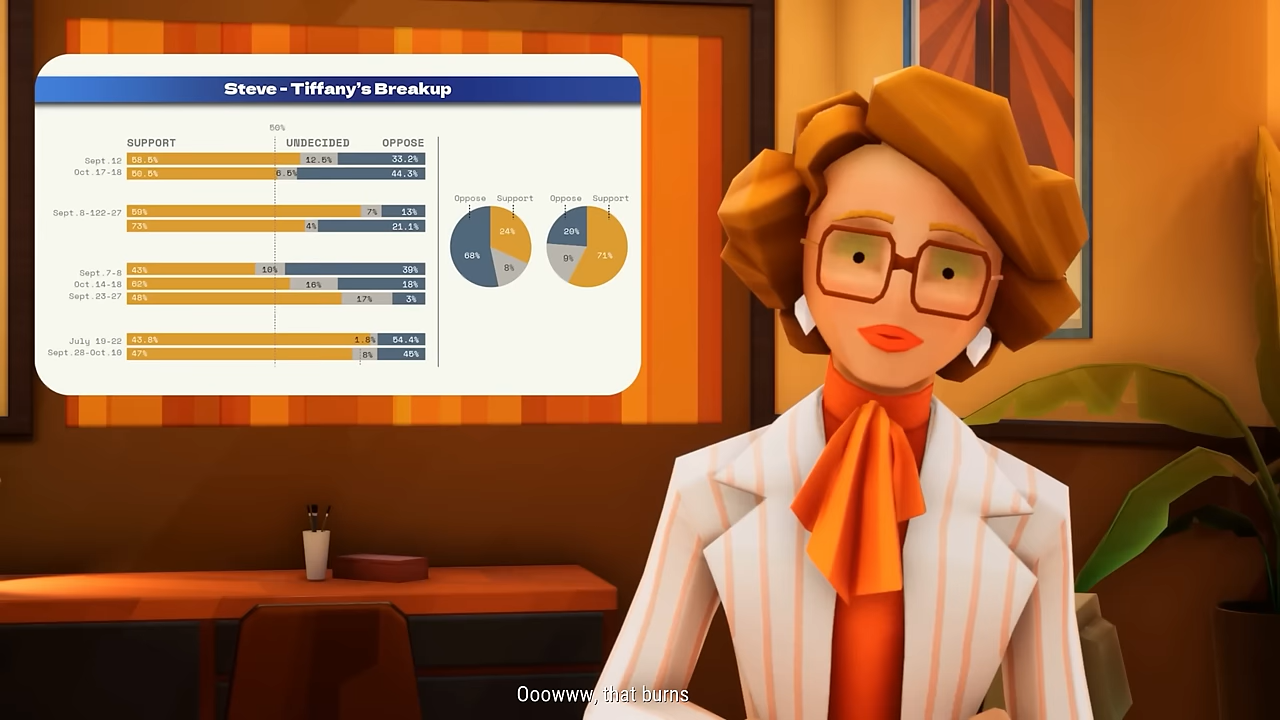 Steve - Tiffany's Breakup
50%
SUPPORT UNDECIDED OPPOSE
Sept.12 58.5% 12.5% 33.2%
Oct.17-18 50.5% 6.5% 44.3%
Sept.8-122-27 50% 7% 13%
73% 4% 21.1%
Sept.7-8 43% 10% 39%
Oct.14-18 62% 16% 18%
Sept.23-27 48% 17% 3%
July 19-22 43.8% 1.8% 54.4%
Sept.28-Oct.10 47% 8% 45%
Oppose Support Oppose Support
24% 68% 8%
20% 71% 9%
Ooowww, that burns